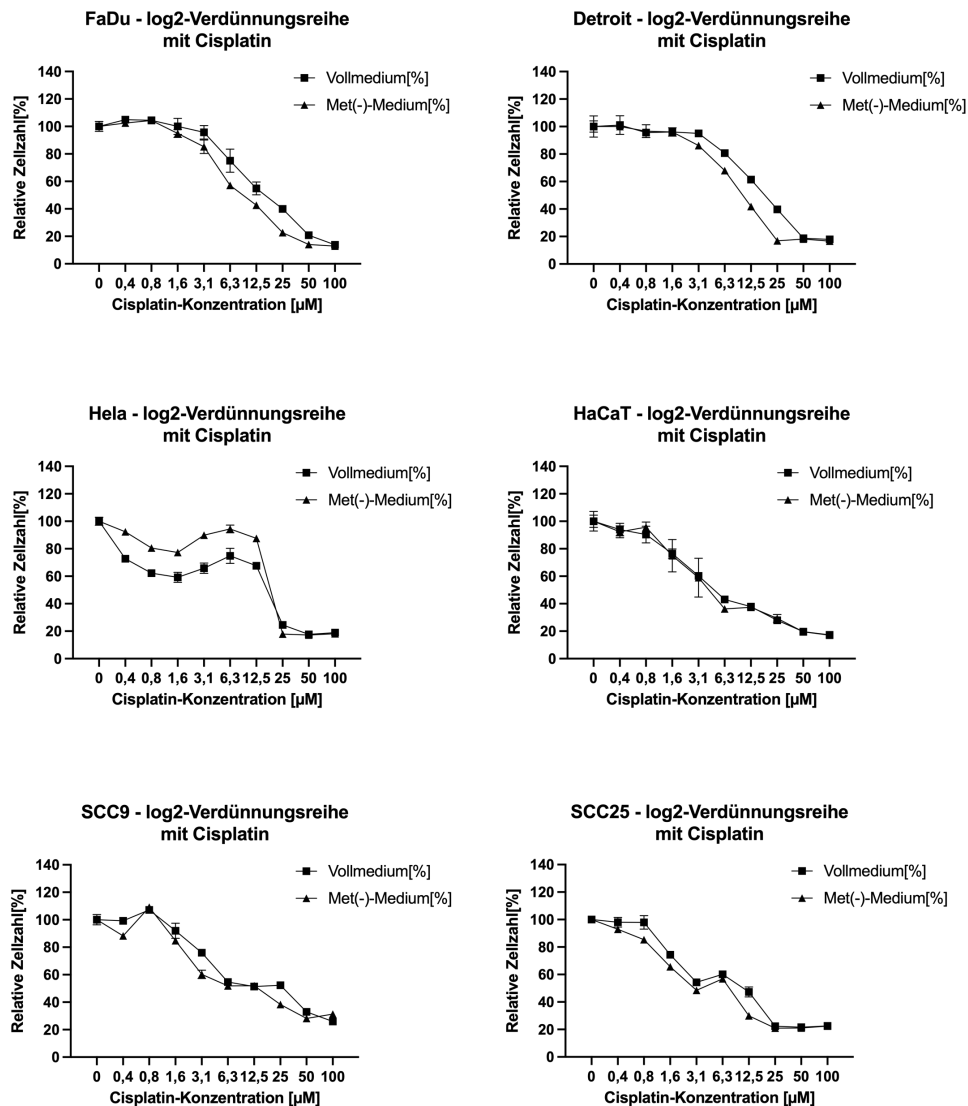 FaDu - log2-Verdünnungsreihe
mit Cisplatin
Vollmedium[%]
Met(-)-Medium[%]
Relative Zellzahl[%]
140
120
100
80
60
40
20
0
0 0,4 0,8 1,6 3,1 6,3 12,5 25 50 100
Cisplatin-Konzentration [µM]
Detroit - log2-Verdünnungsreihe
mit Cisplatin
Vollmedium[%]
Met(-)-Medium[%]
Relative Zellzahl[%]
140
120
100
80
60
40
20
0
0 0,4 0,8 1,6 3,1 6,3 12,5 25 50 100
Cisplatin-Konzentration [µM]
Hela - log2-Verdünnungsreihe
mit Cisplatin
Vollmedium[%]
Met(-)-Medium[%]
Relative Zellzahl[%]
140
120
100
80
60
40
20
0
0 0,4 0,8 1,6 3,1 6,3 12,5 25 50 100
Cisplatin-Konzentration [µM]
HaCaT - log2-Verdünnungsreihe
mit Cisplatin
Vollmedium[%]
Met(-)-Medium[%]
Relative Zellzahl[%]
140
120
100
80
60
40
20
0
0 0,4 0,8 1,6 3,1 6,3 12,5 25 50 100
Cisplatin-Konzentration [µM]
SCC9 - log2-Verdünnungsreihe
mit Cisplatin
Vollmedium[%]
Met(-)-Medium[%]
Relative Zellzahl[%]
140
120
100
80
60
40
20
0
0 0,4 0,8 1,6 3,1 6,3 12,5 25 50 100
Cisplatin-Konzentration [µM]
SCC25 - log2-Verdünnungsreihe
mit Cisplatin
Vollmedium[%]
Met(-)-Medium[%]
Relative Zellzahl[%]
140
120
100
80
60
40
20
0
0 0,4 0,8 1,6 3,1 6,3 12,5 25 50 100
Cisplatin-Konzentration [µM]